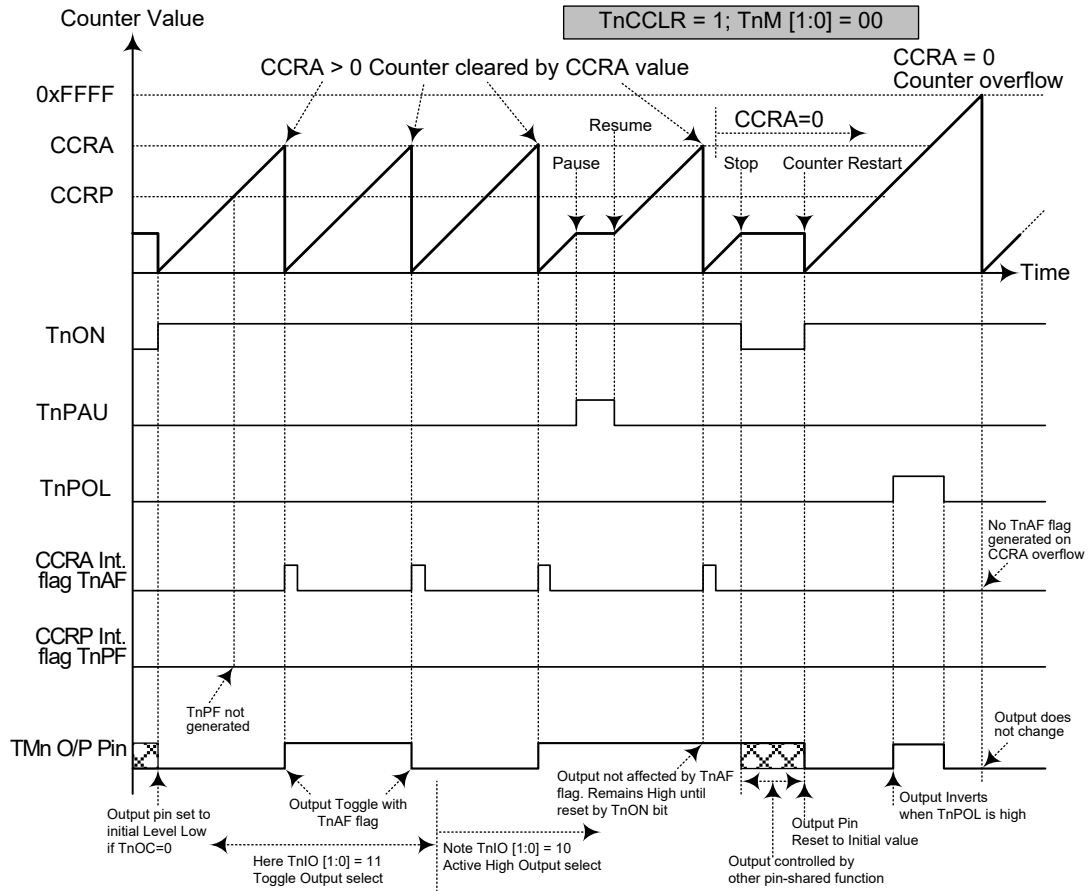 Counter Value
TnCCLR = 1; TnM [1:0] = 00
CCRA > 0 Counter cleared by CCRA value
CCRA = 0
Counter overflow
0xFFFF
CCRA=0
Resume
CCRA
Pause
Stop
Counter Restart
CCRP
Time
TnON
TnPAU
TnPOL
No TnAF flag
generated on
CCRA overflow
CCRA Int.
flag TnAF
CCRP Int.
flag TnPF
TnPF not
generated
Output does
not change
TMn O/P Pin
Output not affected by TnAF
flag. Remains High until
reset by TnON bit
Output pin set to
initial Level Low
if TnOC=0
Output Toggle with
TnAF flag
Output Inverts
when TnPOL is high
Output Pin
Reset to Initial value
Here TnIO [1:0] = 11
Toggle Output select
Note TnIO [1:0] = 10
Active High Output select
Output controlled by
other pin-shared function